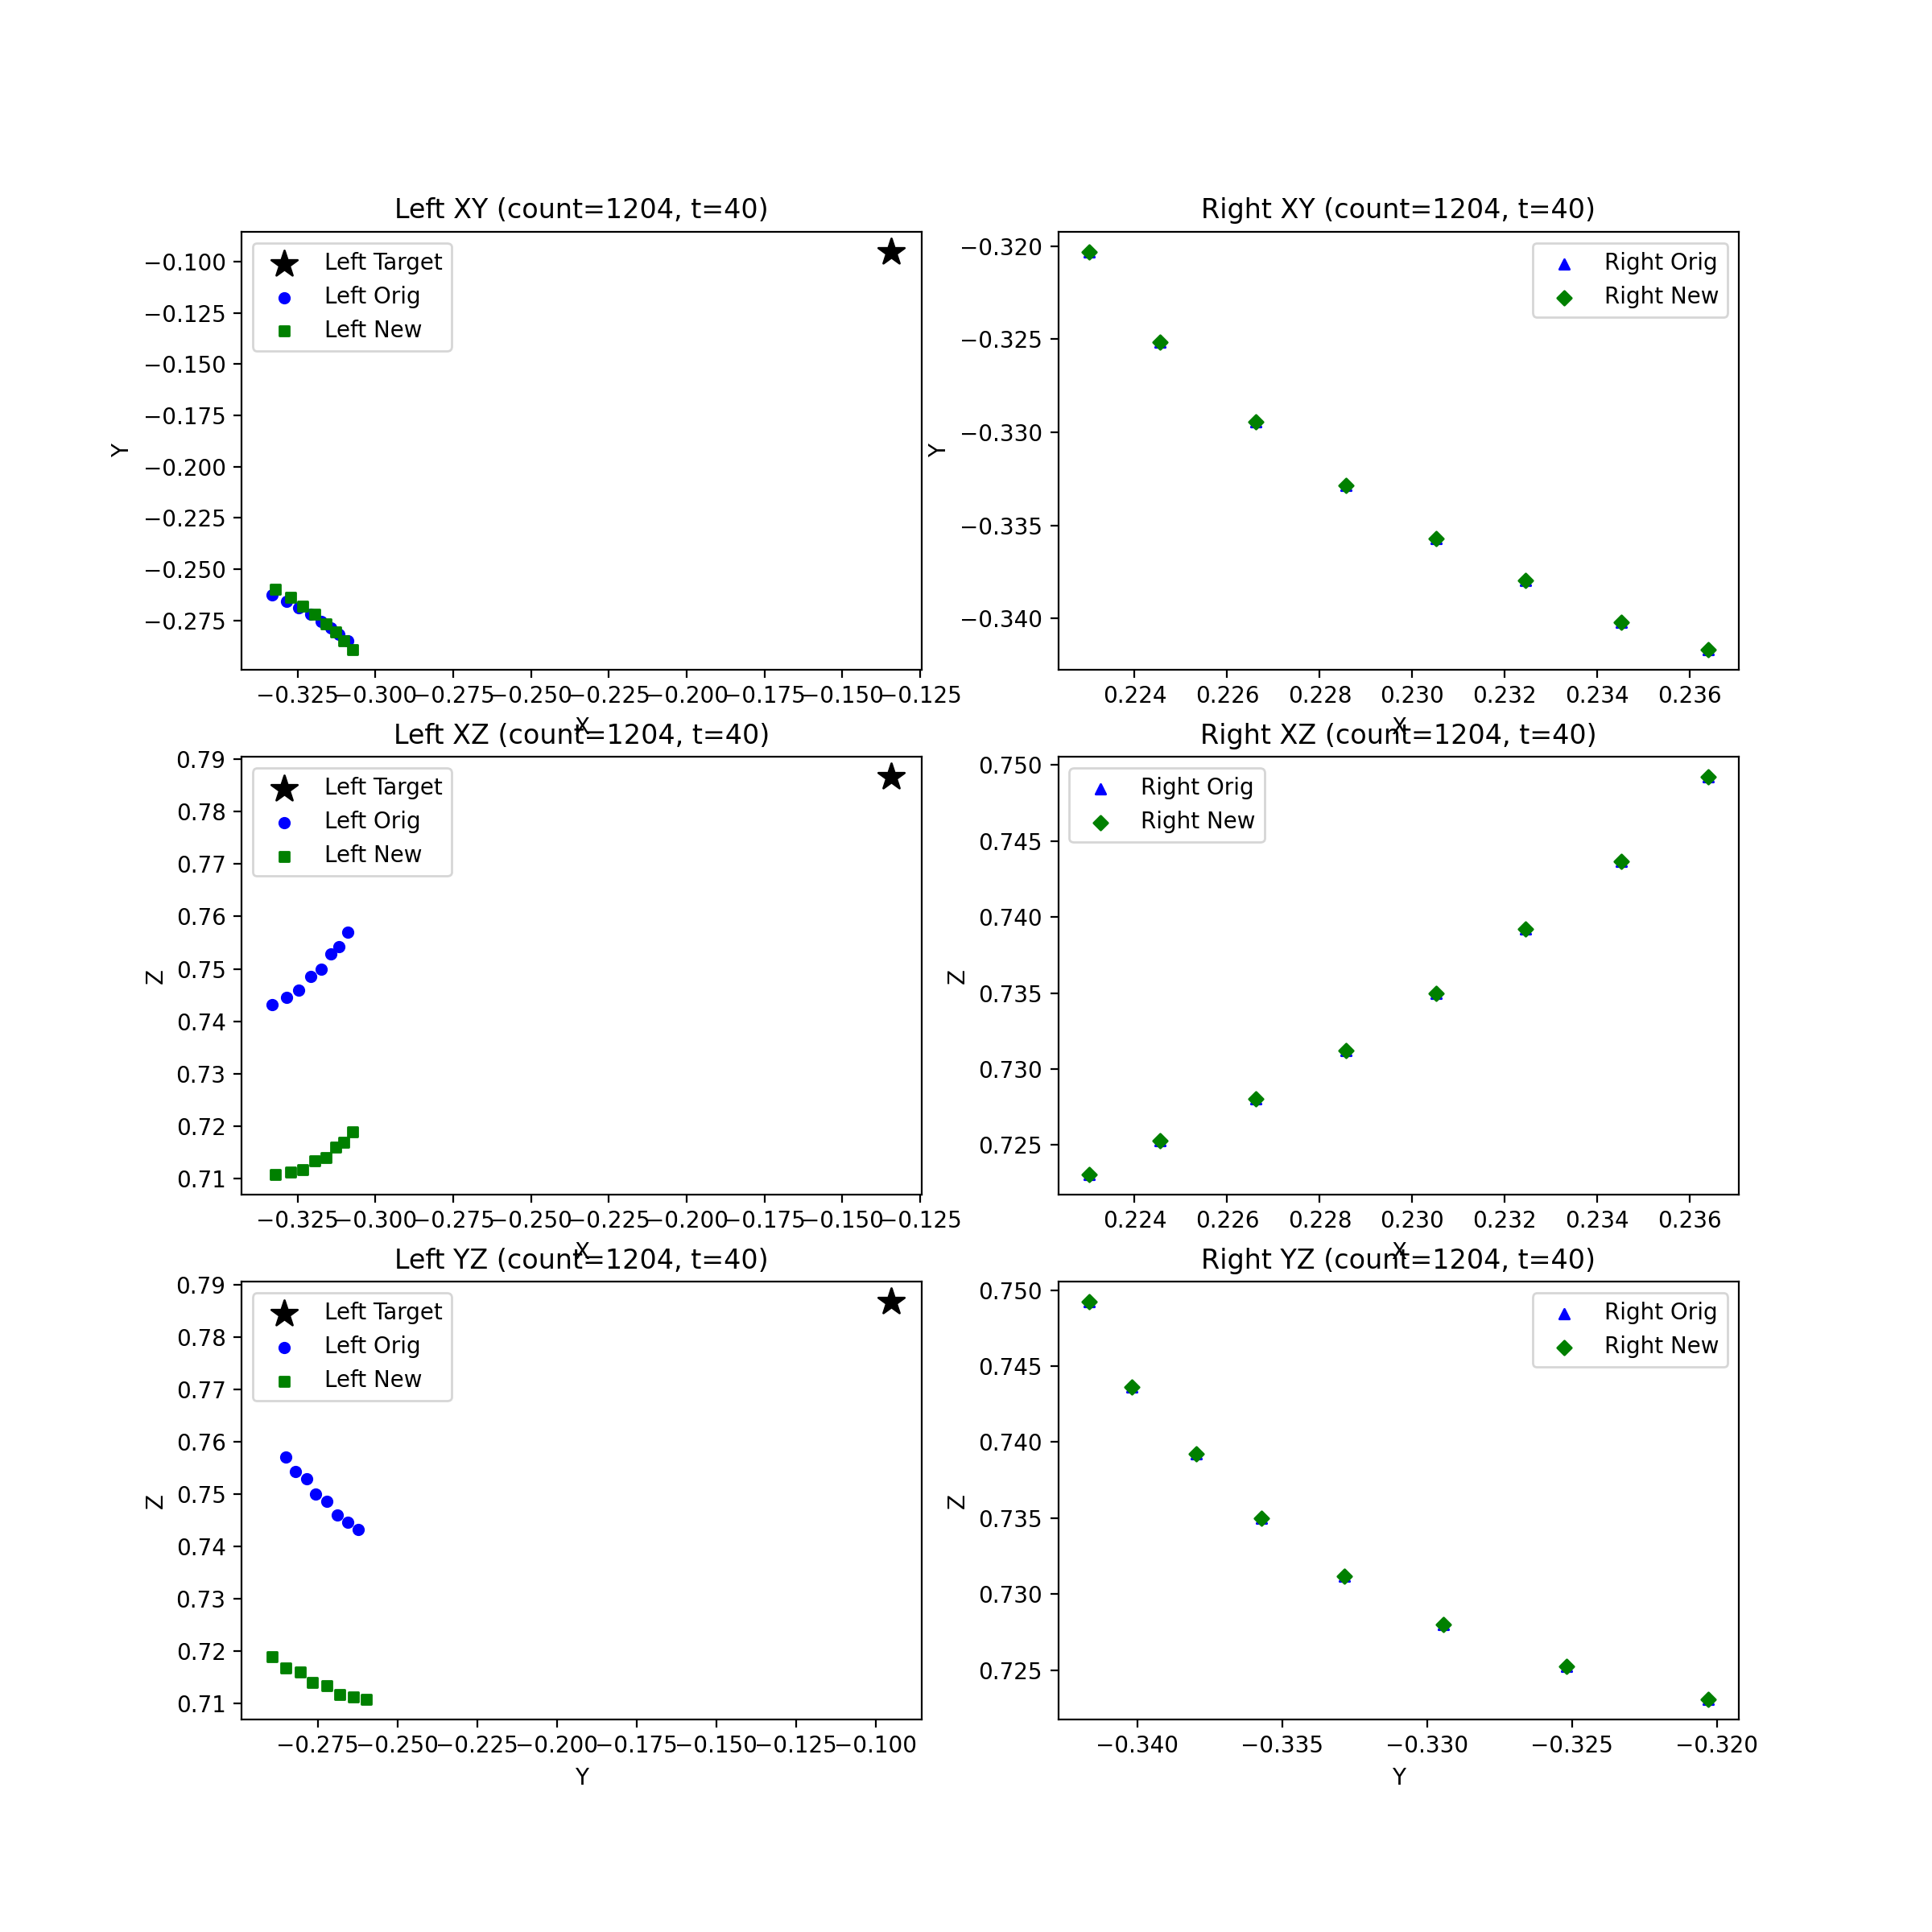 Left XY (count=1204, t=40)
Left Target
Left Orig
Left New
Y
−0.100
−0.125
−0.150
−0.175
−0.200
−0.225
−0.250
−0.275
−0.325 −0.300 −0.275 −0.250 −0.225 −0.200 −0.175 −0.150 −0.125
X
Right XY (count=1204, t=40)
Right Orig
Right New
Y
−0.320
−0.325
−0.330
−0.335
−0.340
0.224 0.226 0.228 0.230 0.232 0.234 0.236
X
Left XZ (count=1204, t=40)
Left Target
Left Orig
Left New
Z
0.79
0.78
0.77
0.76
0.75
0.74
0.73
0.72
0.71
−0.325 −0.300 −0.275 −0.250 −0.225 −0.200 −0.175 −0.150 −0.125
X
Right XZ (count=1204, t=40)
Right Orig
Right New
Z
0.750
0.745
0.740
0.735
0.730
0.725
0.224 0.226 0.228 0.230 0.232 0.234 0.236
X
Left YZ (count=1204, t=40)
Left Target
Left Orig
Left New
Z
0.79
0.78
0.77
0.76
0.75
0.74
0.73
0.72
0.71
−0.275 −0.250 −0.225 −0.200 −0.175 −0.150 −0.125 −0.100
Y
Right YZ (count=1204, t=40)
Right Orig
Right New
Z
0.750
0.745
0.740
0.735
0.730
0.725
−0.340 −0.335 −0.330 −0.325 −0.320
Y